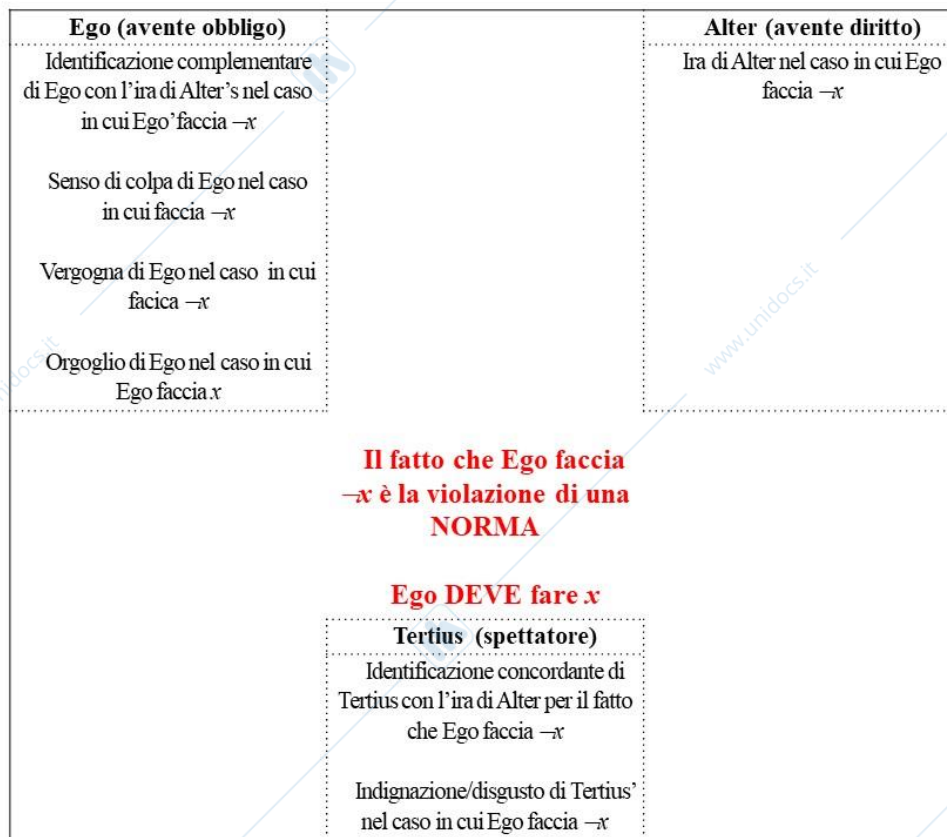 Ego (avente obbligo)
Identificazione complementare
di Ego con l’ira di Alter’s nel caso
in cui Ego’faccia –x
Senso di colpa di Ego nel caso
in cui faccia –x
Vergogna di Ego nel caso in cui
facica –x
Orgoglio di Ego nel caso in cui
Ego faccia x
Alter (avente diritto)
Ira di Alter nel caso in cui Ego
faccia –x
Il fatto che Ego faccia
–x è la violazione di una
NORMA
Ego DEVE fare x
Tertius (spettatore)
Identificazione concordante di
Tertius con l’ira di Alter per il fatto
che Ego faccia –x
Indignazione/disgusto di Tertius’
nel caso in cui Ego faccia –x
www.unidocs.it
nidocs.it